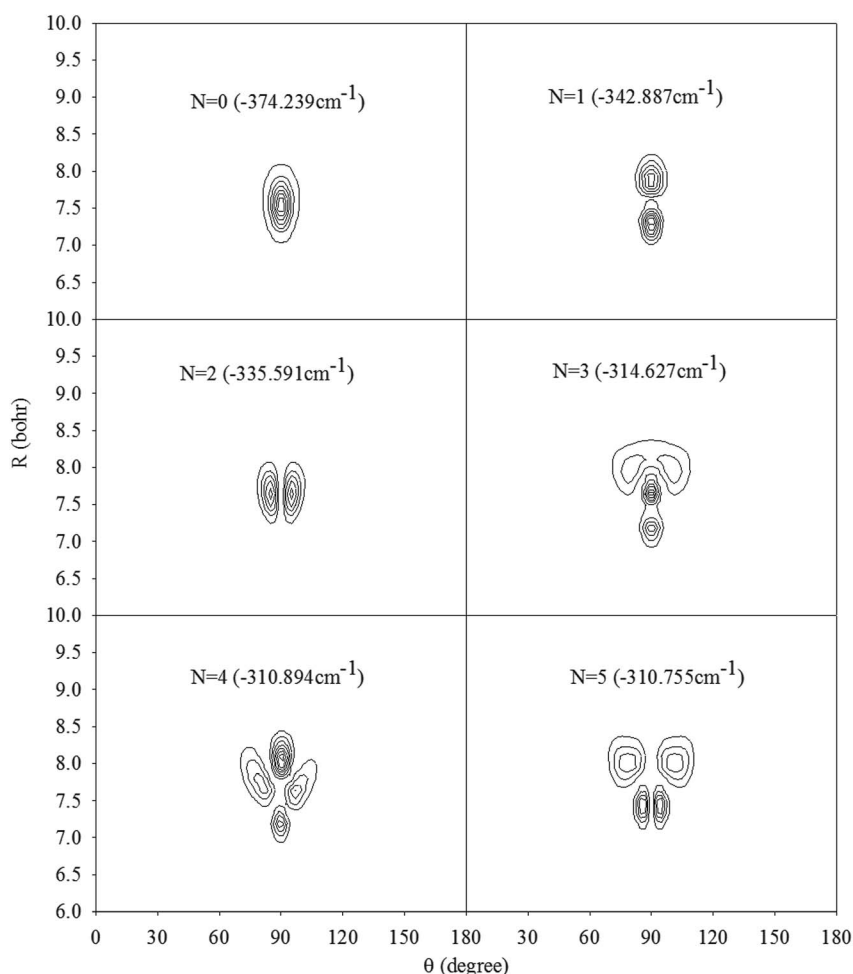 10.0
9.5
9.0
8.5
8.0
7.5
7.0
6.5
10.0
9.5
9.0
8.5
8.0
7.5
7.0
6.5
10.0
9.5
9.0
8.5
8.0
7.5
7.0
6.5
6.0
R (bohr)
N=0 (-374.239cm-1)
N=1 (-342.887cm-1)
N=2 (-335.591cm-1)
N=3 (-314.627cm-1)
N=4 (-310.894cm-1)
N=5 (-310.755cm-1)
0 30 60 90 120 150 180 30 60 90 120 150 180
θ (degree)